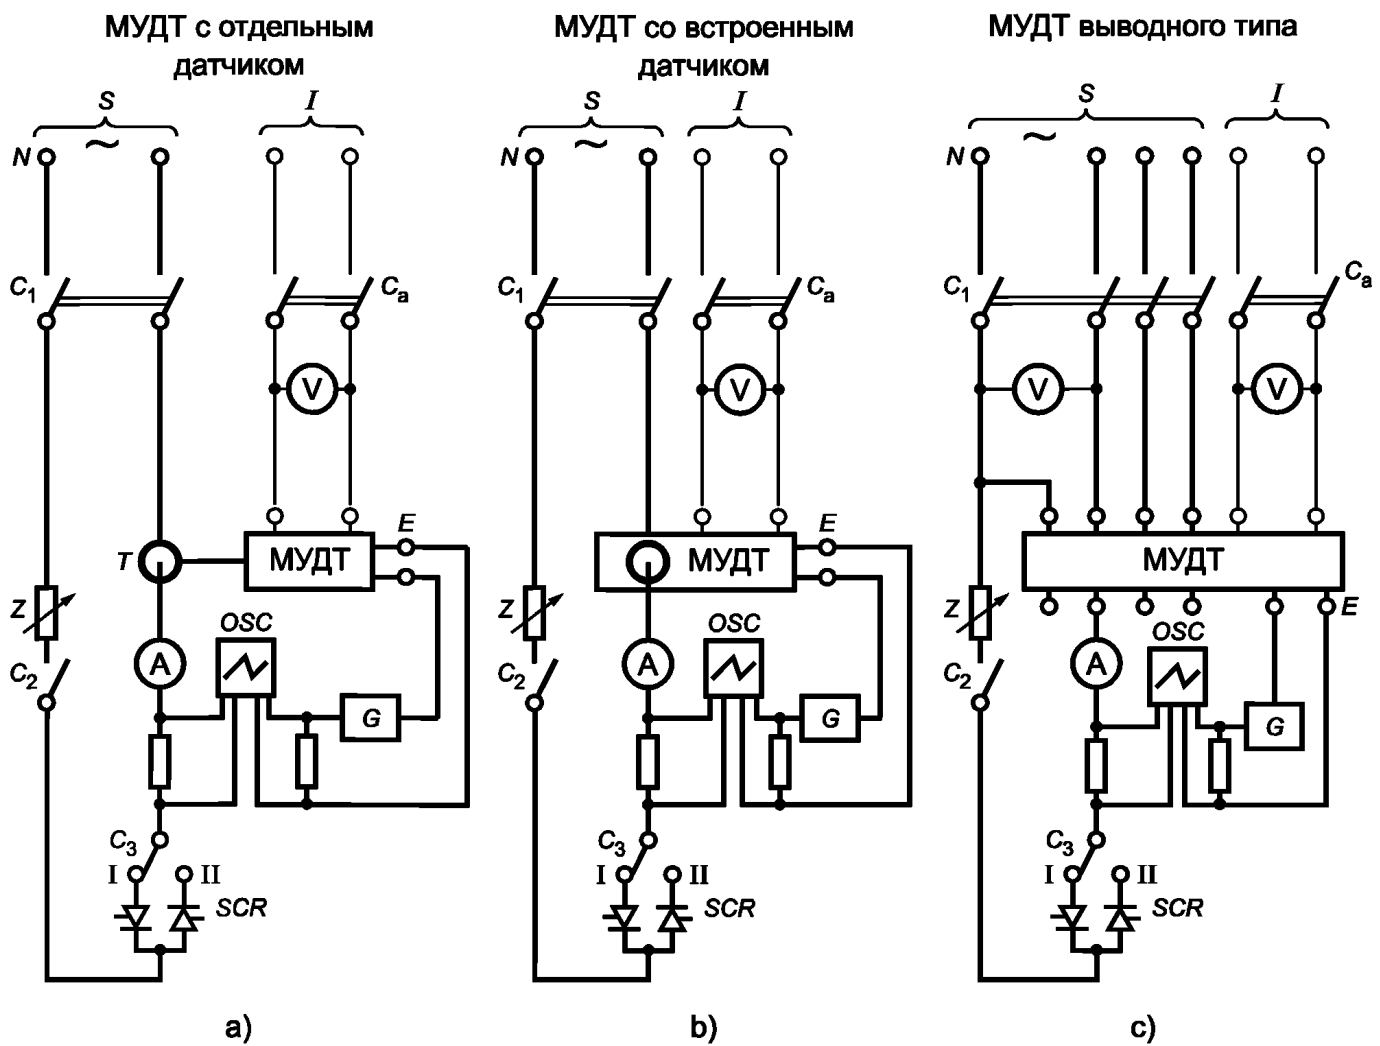 МУДТ с отдельным
датчиком
МУДТ со встроенным
датчиком
МУДТ выводного типа
S I
S I
S I
~
~
~
N
N
N
C1 Ca
C1 Ca
C1 Ca
V
V
V V
T МУДТ E
МУДТ E
МУДТ
E
Z OSC
Z OSC
Z OSC
A
A
A
C2 G
C2 G
C2 G
C3
C3
C3
I II
I II
I II
SCR
SCR
SCR
a)
b)
c)